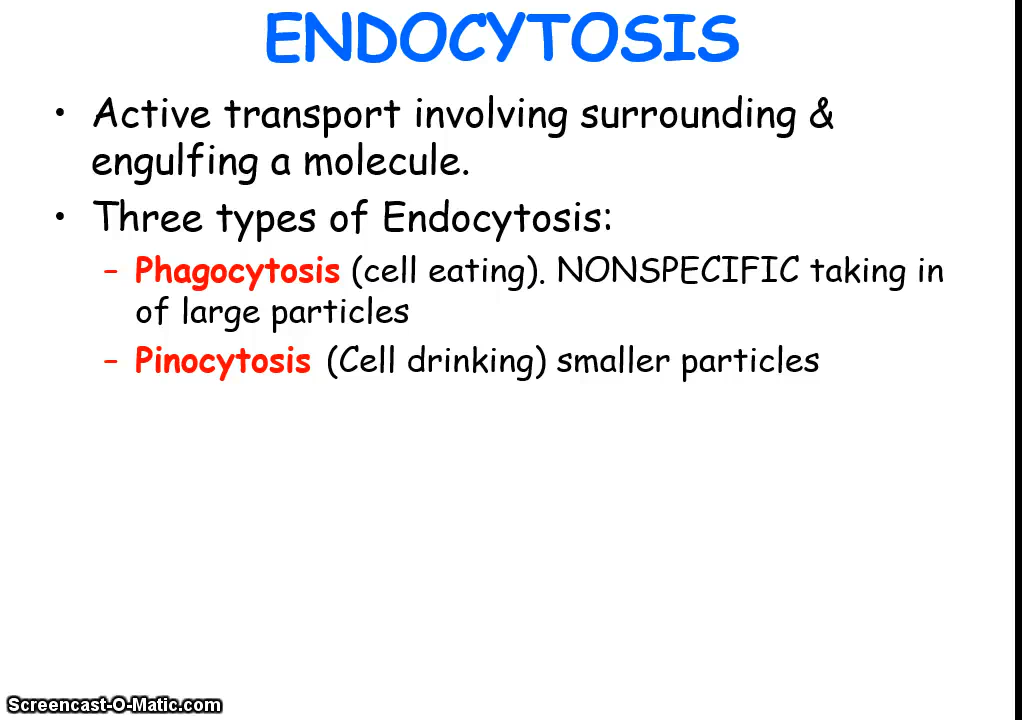 ENDOCYTOSIS
• Active transport involving surrounding &
engulfing a molecule.
• Three types of Endocytosis:
– Phagocytosis (cell eating). NONSPECIFIC taking in
of large particles
– Pinocytosis (Cell drinking) smaller particles
Screencast-O-Matic.com